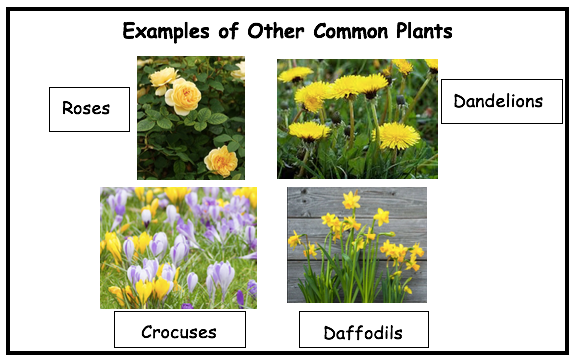 Examples of Other Common Plants
Roses
Dandelions
Crocuses
Daffodils